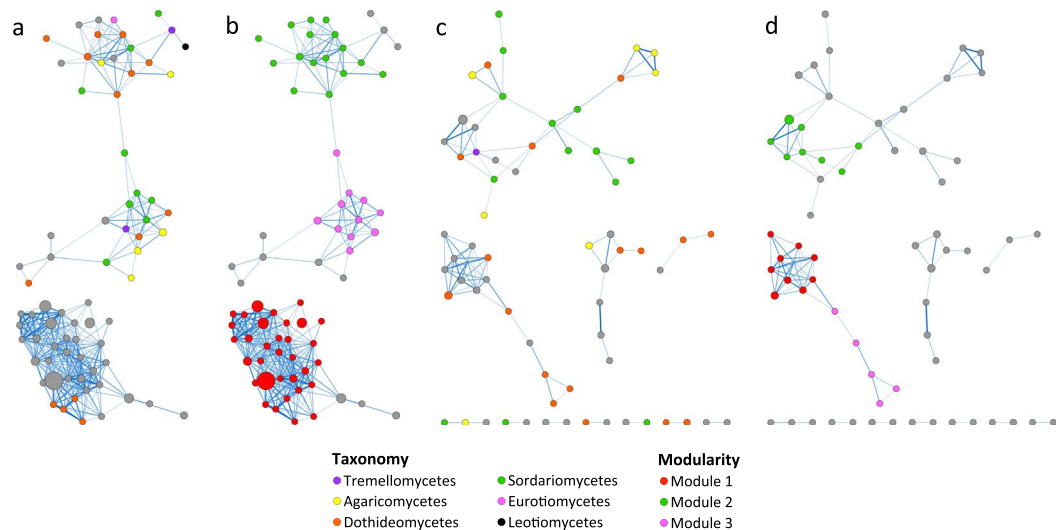 a b c d
Taxonomy Modularity
Tremellomycetes Sordariomycetes Module 1
Agaricomycetes Eurotiomycetes Module 2
Dothideomycetes Leotiomycetes Module 3